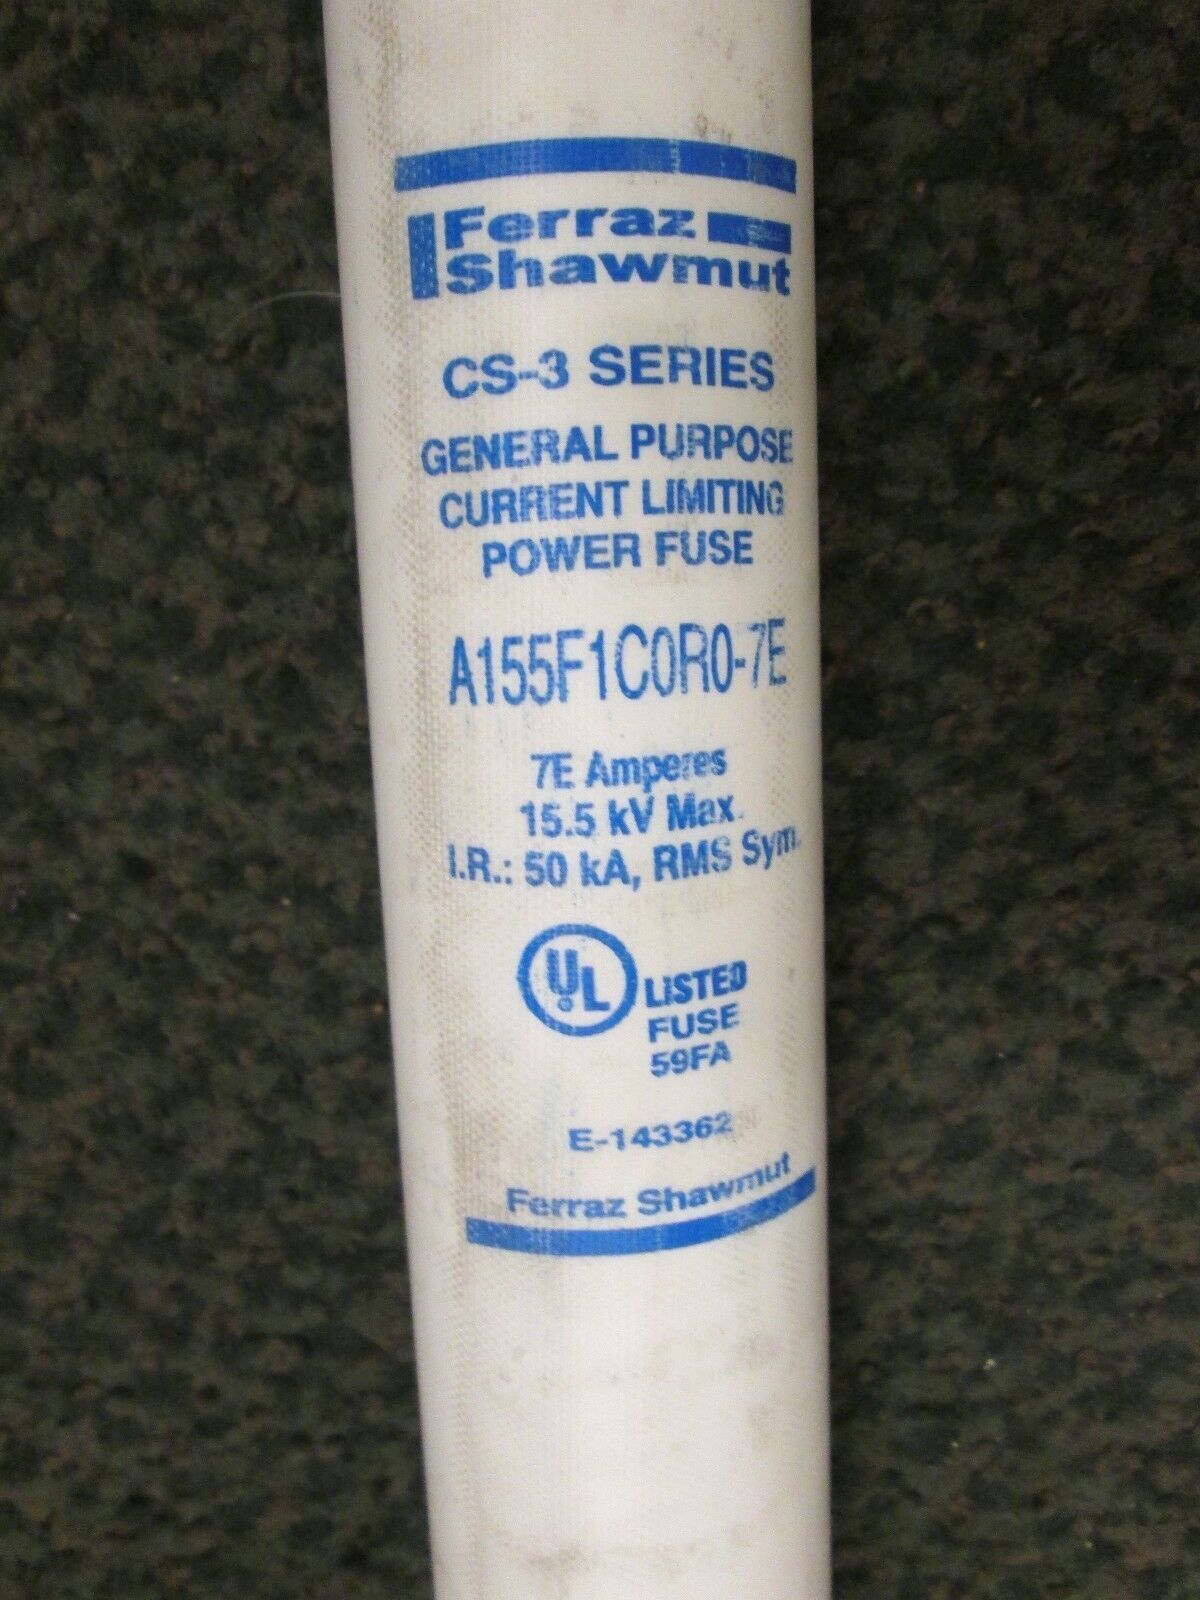 Ferraz
Shawmut
CS-3 SERIES
GENERAL PURPOSE
CURRENT LIMITING
POWER FUSE
A155F1C0R0-7E
7E Amperes
15.5 kV Max.
I.R.: 50 kA, RMS Sym.
UL
LISTED
FUSE
59FA
E-143362
Ferraz Shawmut